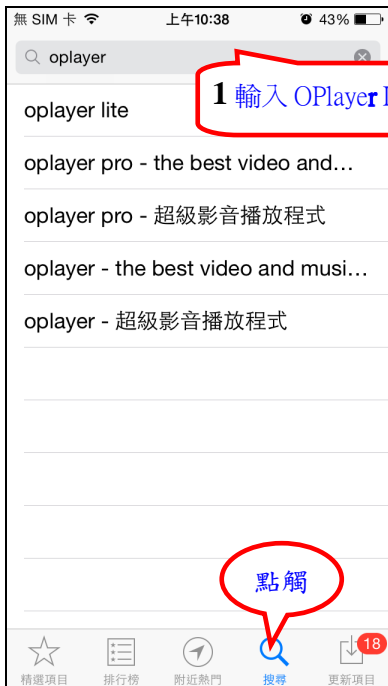 無 SIM 卡 上午10:38 43%
oplayer
1 輸入 OPlayer
oplayer lite
oplayer pro - the best video and…
oplayer pro - 超級影音播放程式
oplayer - the best video and musi…
oplayer - 超級影音播放程式
點觸
18
精選項目 排行榜 附近熱門 搜尋 更新項目